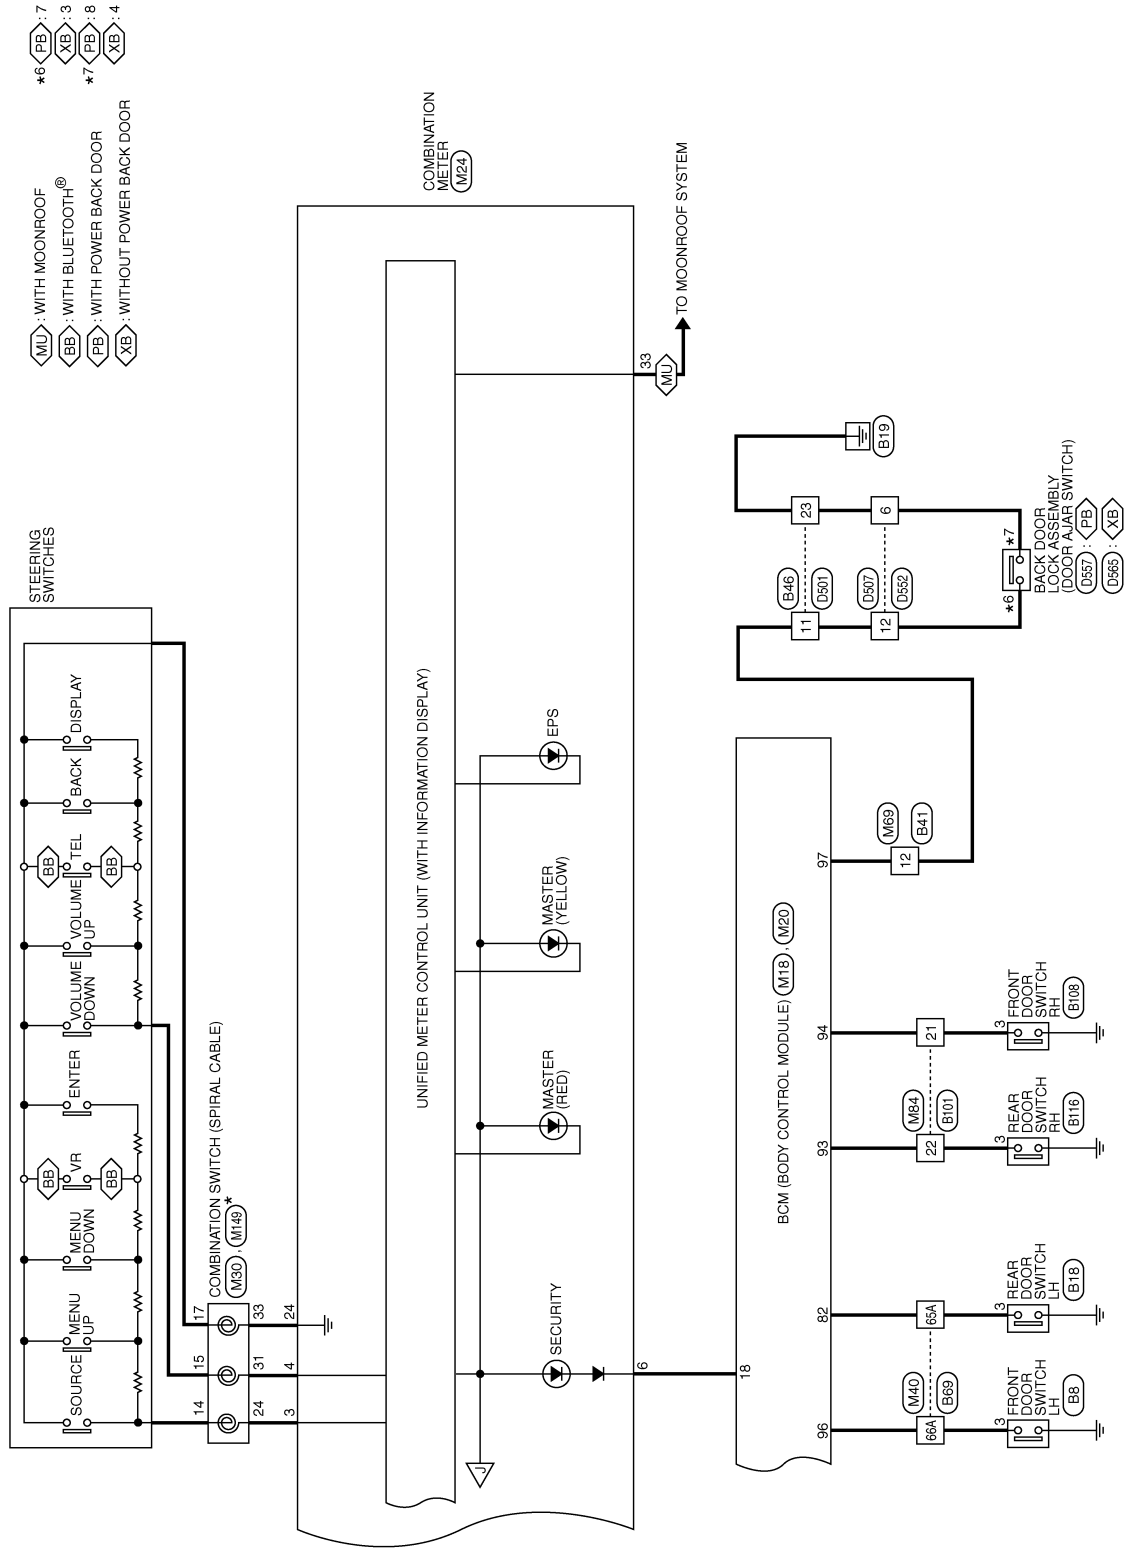 MU : WITH MOONROOF
BB : WITH BLUETOOTH®
PB : WITH POWER BACK DOOR
XB : WITHOUT POWER BACK DOOR
*6 PB : 7
XB : 3
*7 PB : 8
XB : 4
STEERING
SWITCHES
SOURCE
MENU
UP
MENU
DOWN
BB
VR
BB
ENTER
VOLUME
DOWN
VOLUME
UP
BB
TEL
BB
BACK
DISPLAY
14
15
17
COMBINATION SWITCH (SPIRAL CABLE)
M30 , M149 *
24
31
33
3
4
24
COMBINATION
METER
M24
UNIFIED METER CONTROL UNIT (WITH INFORMATION DISPLAY)
J
SECURITY
MASTER
(RED)
MASTER
(YELLOW)
EPS
6
33
MU
TO MOONROOF SYSTEM
18
BCM (BODY CONTROL MODULE) M18 , M20
96
82
93
94
97
M40
B69
66A
65A
M84
B101
22
21
M69
B41
12
B46
D501
11
23
D507
D552
12
6
B19
*6
*7
BACK DOOR
LOCK ASSEMBLY
(DOOR AJAR SWITCH)
D557 : PB
D565 : XB
3
FRONT
DOOR
SWITCH
LH
B8
3
REAR
DOOR
SWITCH
LH
B18
3
REAR
DOOR
SWITCH
RH
B116
3
FRONT
DOOR
SWITCH
RH
B108